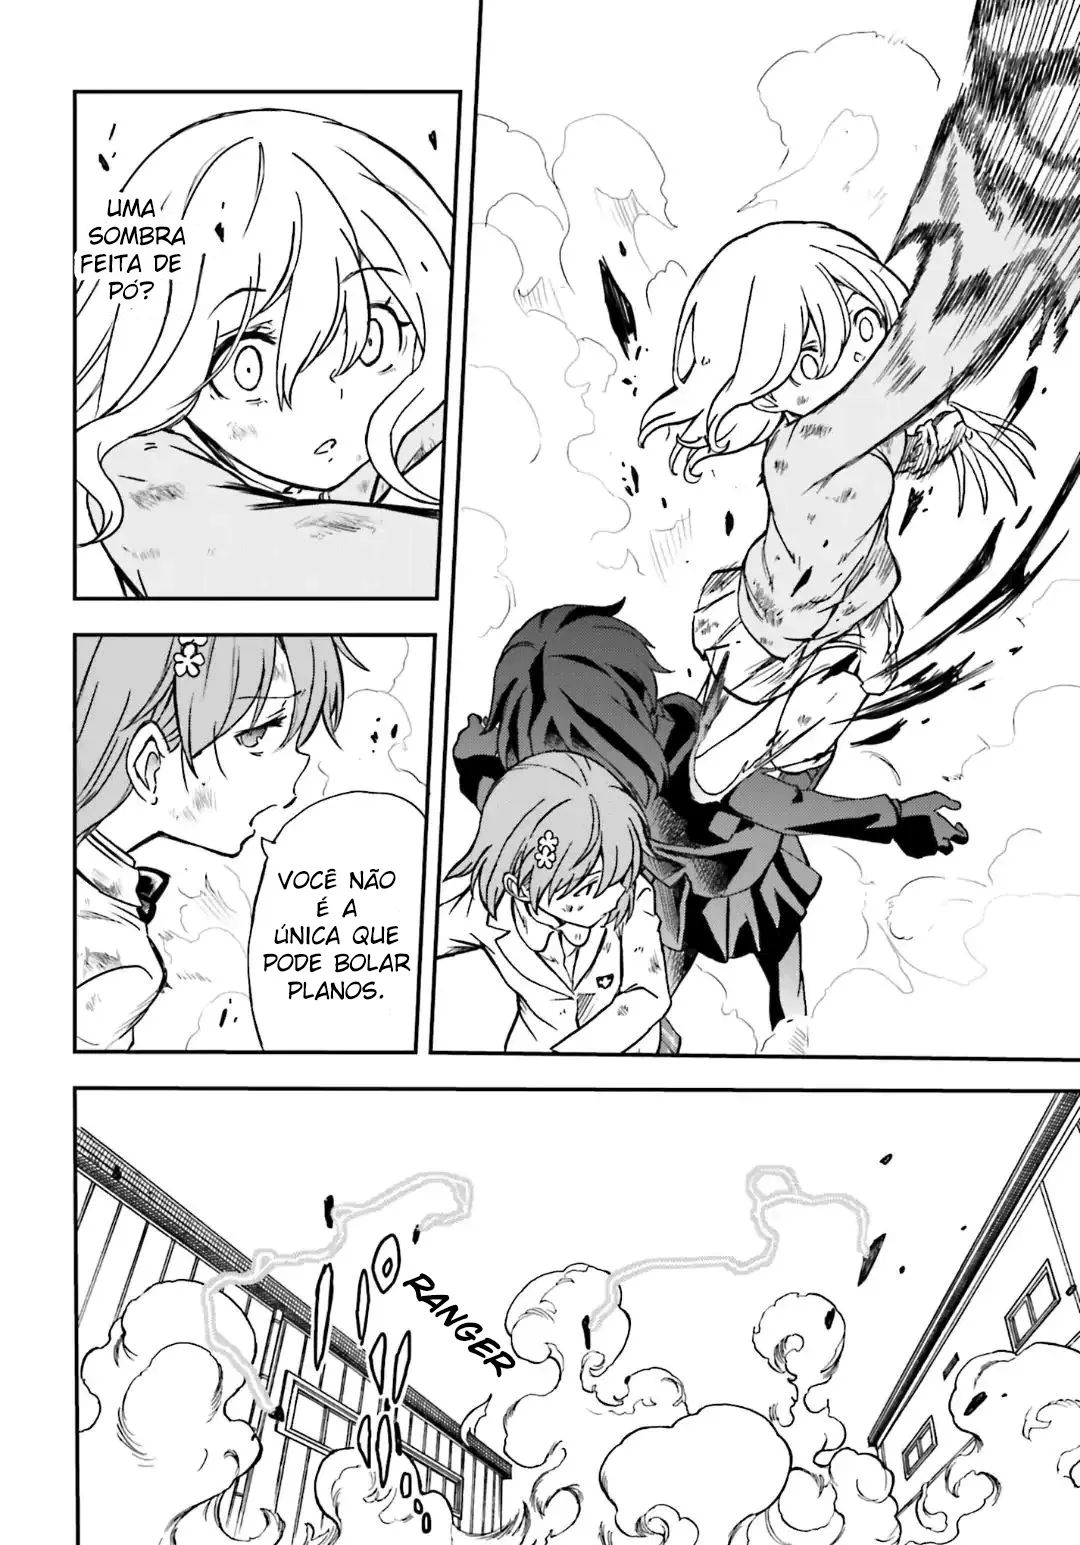 UMA
SOMBRA
FEITA DE
PÓ?
VOCÊ NÃO
É A
ÚNICA QUE
PODE BOLAR
PLANOS.
RANGER